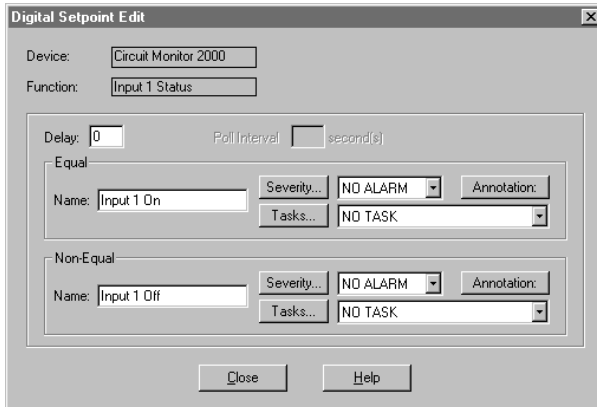 Digital Setpoint Edit
Device: Circuit Monitor 2000
Function: Input 1 Status
Delay: 0 Poll Interval second(s)
Equal
Name: Input 1 On Severity... NO ALARM Annotation:
Tasks... NO TASK
Non-Equal
Name: Input 1 Off Severity... NO ALARM Annotation:
Tasks... NO TASK
Close Help